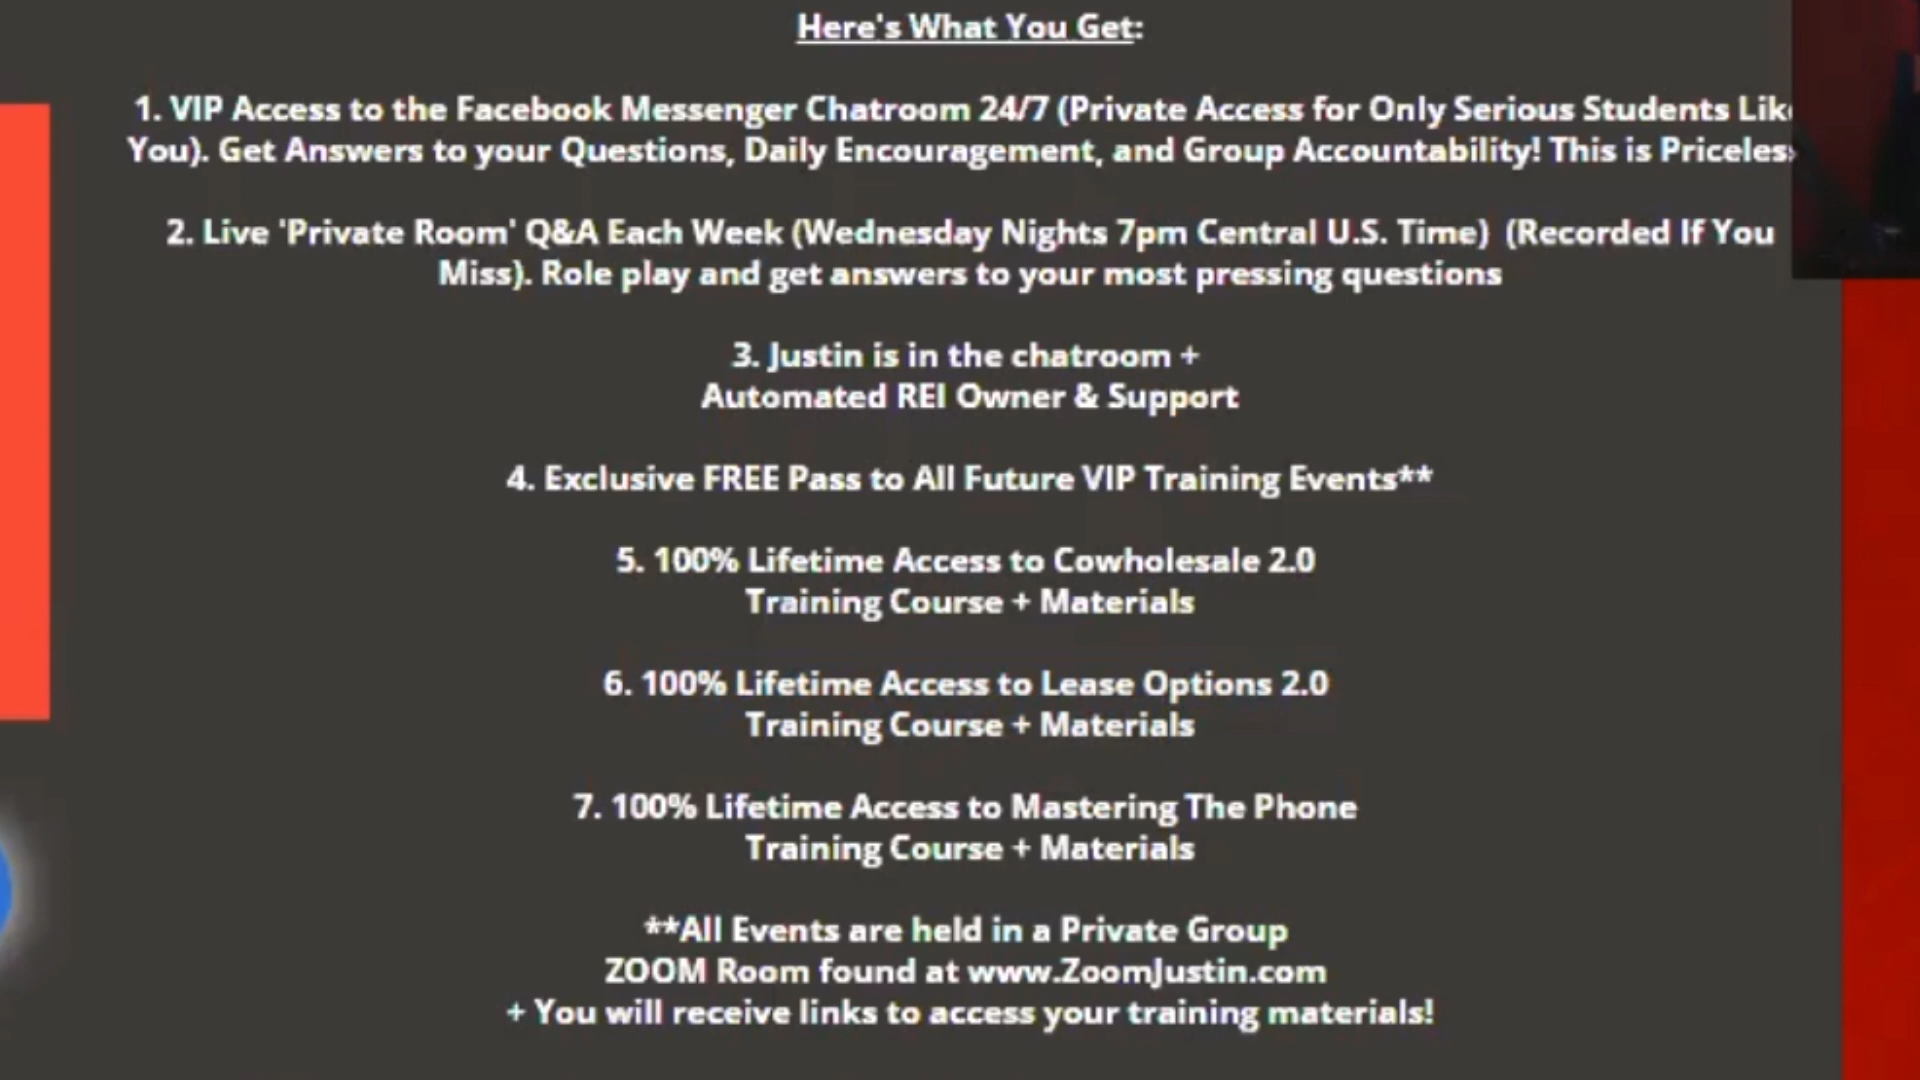 Here's What You Get:
1. VIP Access to the Facebook Messenger Chatroom 24/7 (Private Access for Only Serious Students
You). Get Answers to your Questions, Daily Encouragement, and Group Accountability! This is
2. Live 'Private Room' Q&A Each Week (Wednesday Nights 7pm Central U.S. Time) (Recorded If You
Miss). Role play and get answers to your most pressing questions
3. Justin is in the chatroom +
Automated REI Owner & Support
4. Exclusive FREE Pass to All Future VIP Training Events**
5. 100% Lifetime Access to Cowholesale 2.0
Training Course + Materials
6. 100% Lifetime Access to Lease Options 2.0
Training Course + Materials
7. 100% Lifetime Access to Mastering The Phone
Training Course + Materials
**All Events are held in a Private Group
ZOOM Room found at www.ZoomJustin.com
+ You will receive links to access your training materials!